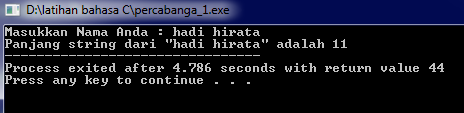 D:\latihan bahasa C\percabanga_1.exe
Masukkan Nama Anda : hadi hirata
Panjang string dari "hadi hirata" adalah 11
--------------------------------
Process exited after 4.786 seconds with return value 44
Press any key to continue . . .